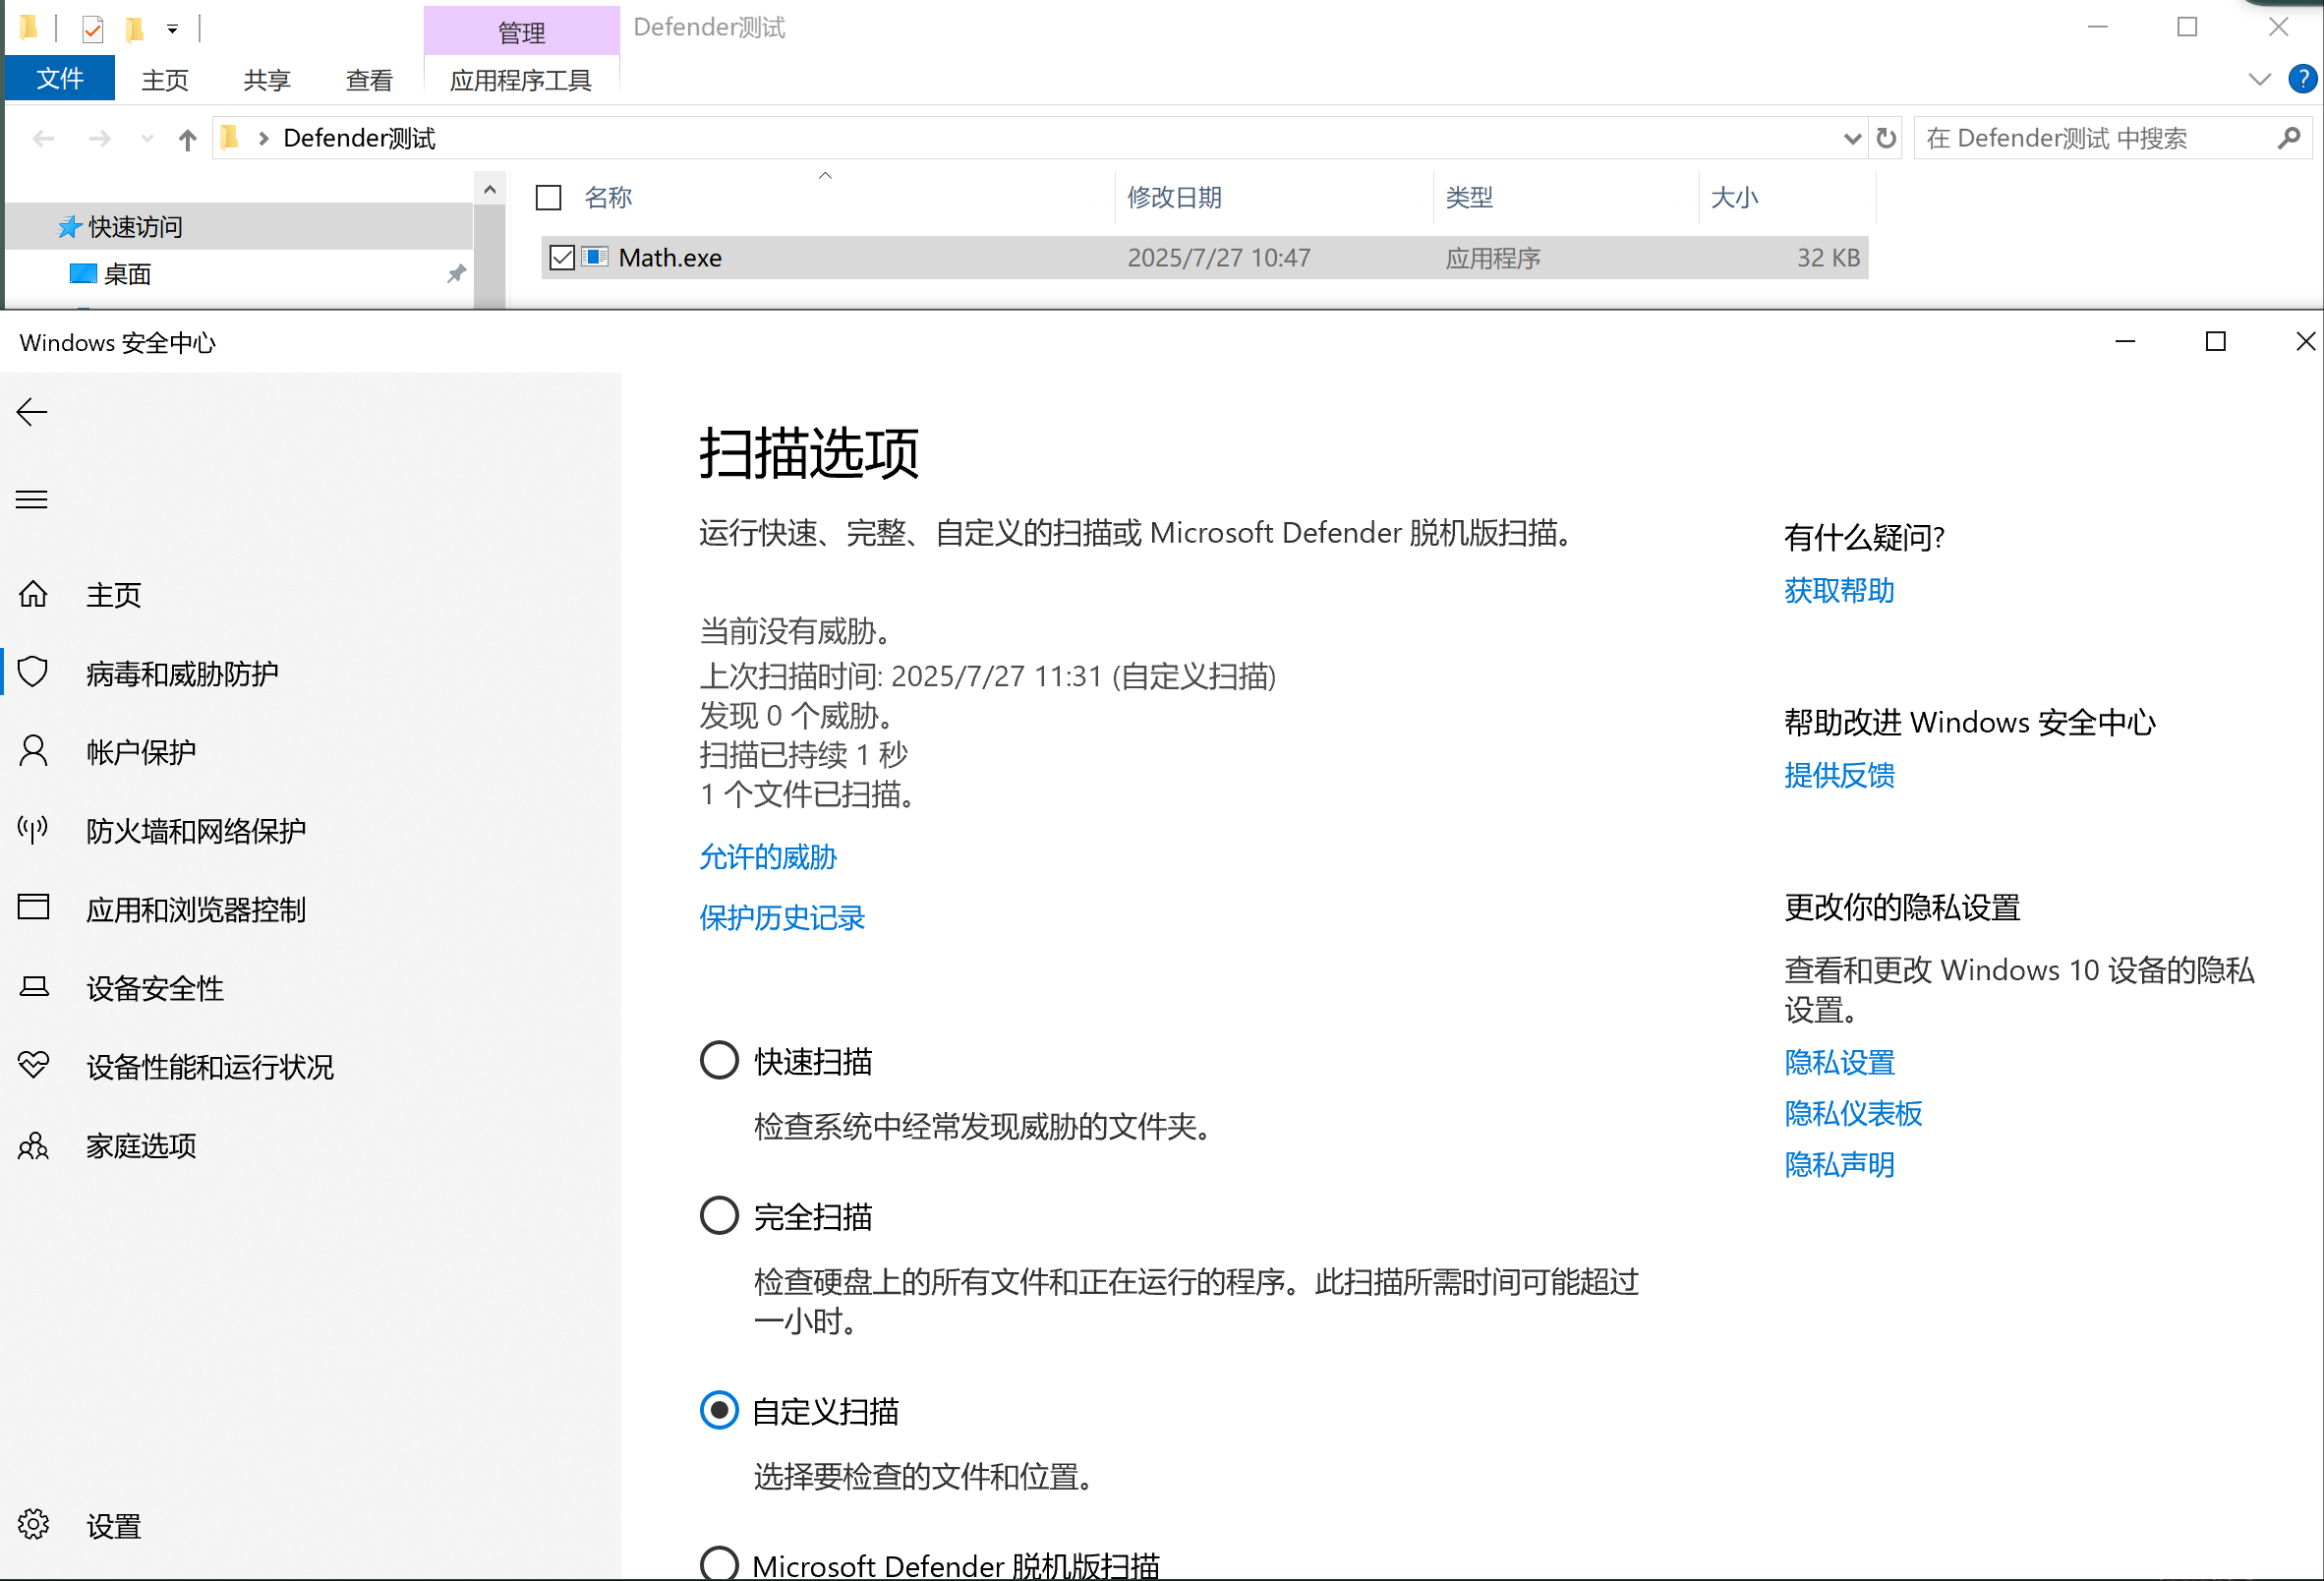 管理
Defender测试
文件
主页
共享
查看
应用程序工具
Defender测试
在 Defender测试 中搜索
名称
修改日期
类型
大小
快速访问
桌面
Math.exe
2025/7/27 10:47
应用程序
32 KB
Windows 安全中心
主页
病毒和威胁防护
帐户保护
防火墙和网络保护
应用和浏览器控制
设备安全性
设备性能和运行状况
家庭选项
设置
扫描选项
运行快速、完整、自定义的扫描或 Microsoft Defender 脱机版扫描。
当前没有威胁。
上次扫描时间: 2025/7/27 11:31 (自定义扫描)
发现 0 个威胁。
扫描已持续 1 秒
1 个文件已扫描。
允许的威胁
保护历史记录
快速扫描
检查系统中经常发现威胁的文件夹。
完全扫描
检查硬盘上的所有文件和正在运行的程序。此扫描所需时间可能超过
一小时。
自定义扫描
选择要检查的文件和位置。
Microsoft Defender 脱机版扫描
有什么疑问?
获取帮助
帮助改进 Windows 安全中心
提供反馈
更改你的隐私设置
查看和更改 Windows 10 设备的隐私
设置。
隐私设置
隐私仪表板
隐私声明